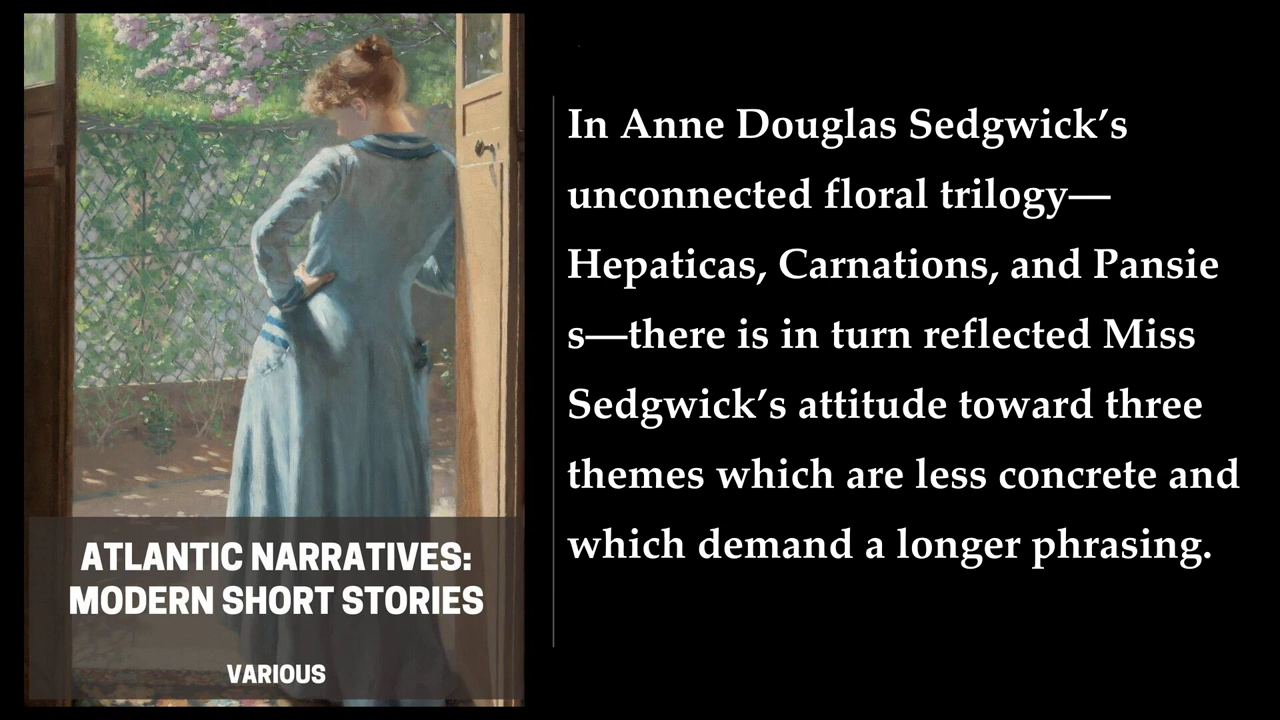 ATLANTIC NARRATIVES:
MODERN SHORT STORIES
VARIOUS
In Anne Douglas Sedgwick’s
unconnected floral trilogy—
Hepaticas, Carnations, and Pansie
s—there is in turn reflected Miss
Sedgwick’s attitude toward three
themes which are less concrete and
which demand a longer phrasing.